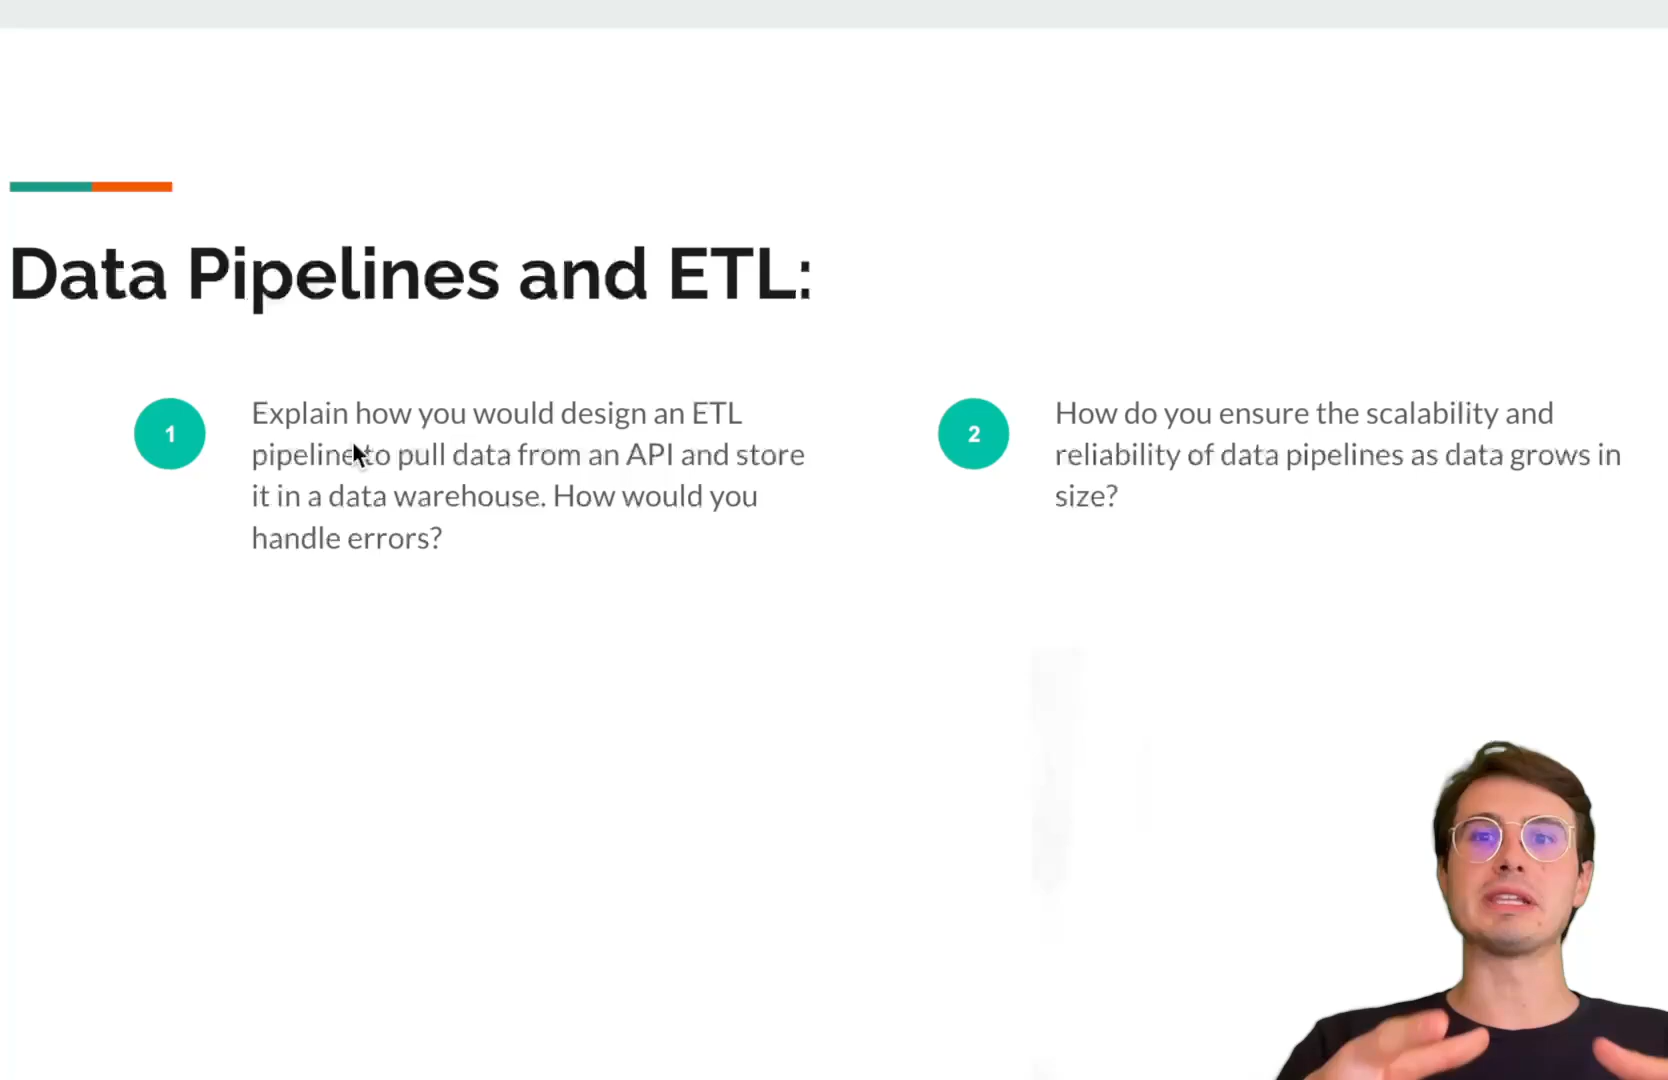 Data Pipelines and ETL:
1
Explain how you would design an ETL
pipeline to pull data from an API and store
it in a data warehouse. How would you
handle errors?
2
How do you ensure the scalability and
reliability of data pipelines as data grows in
size?